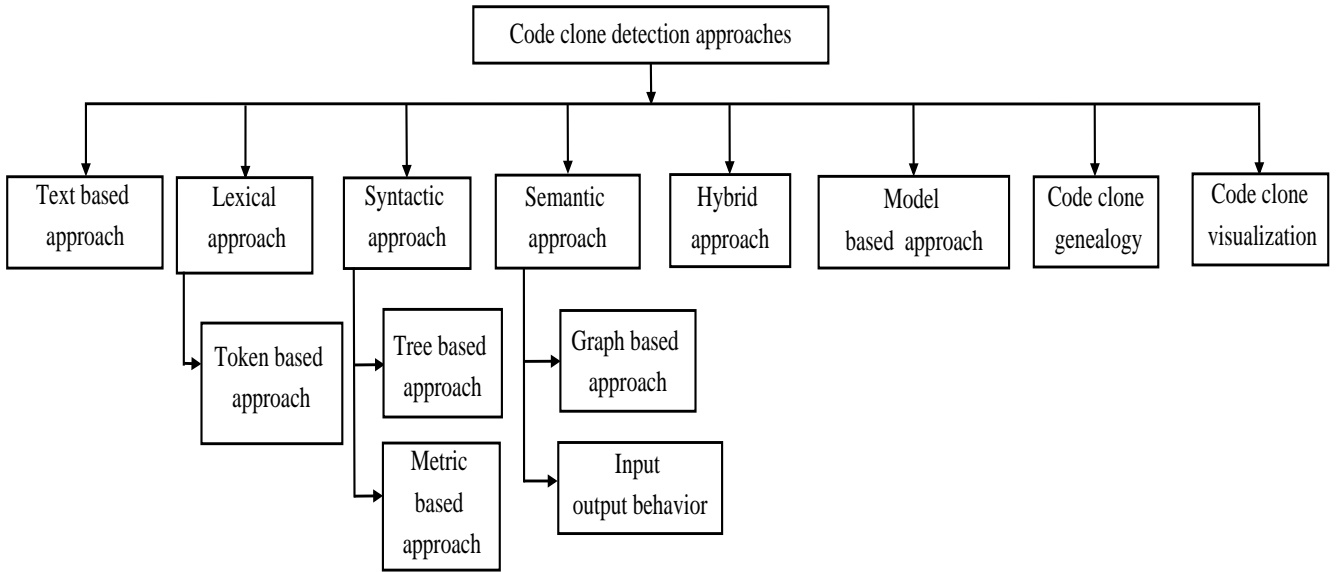 Code clone detection approaches
Text based
approach
Lexical
approach
Syntactic
approach
Semantic
approach
Hybrid
approach
Model
based approach
Code clone
genealogy
Code clone
visualization
Token based
approach
Tree based
approach
Graph based
approach
Metric
based
approach
Input
output behavior